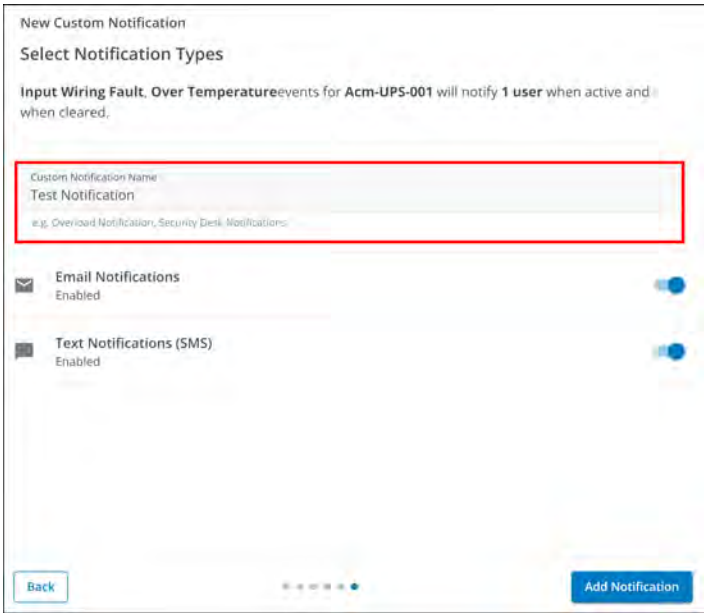 New Custom Notification
Select Notification Types
Input Wiring Fault, Over Temperatureevents for Acm-UPS-001 will notify 1 user when active and
when cleared.
Custom Notification Name
Test Notification
e.g. Overload Notification, Security Desk Notifications
Email Notifications
Enabled
Text Notifications (SMS)
Enabled
Back
Add Notification